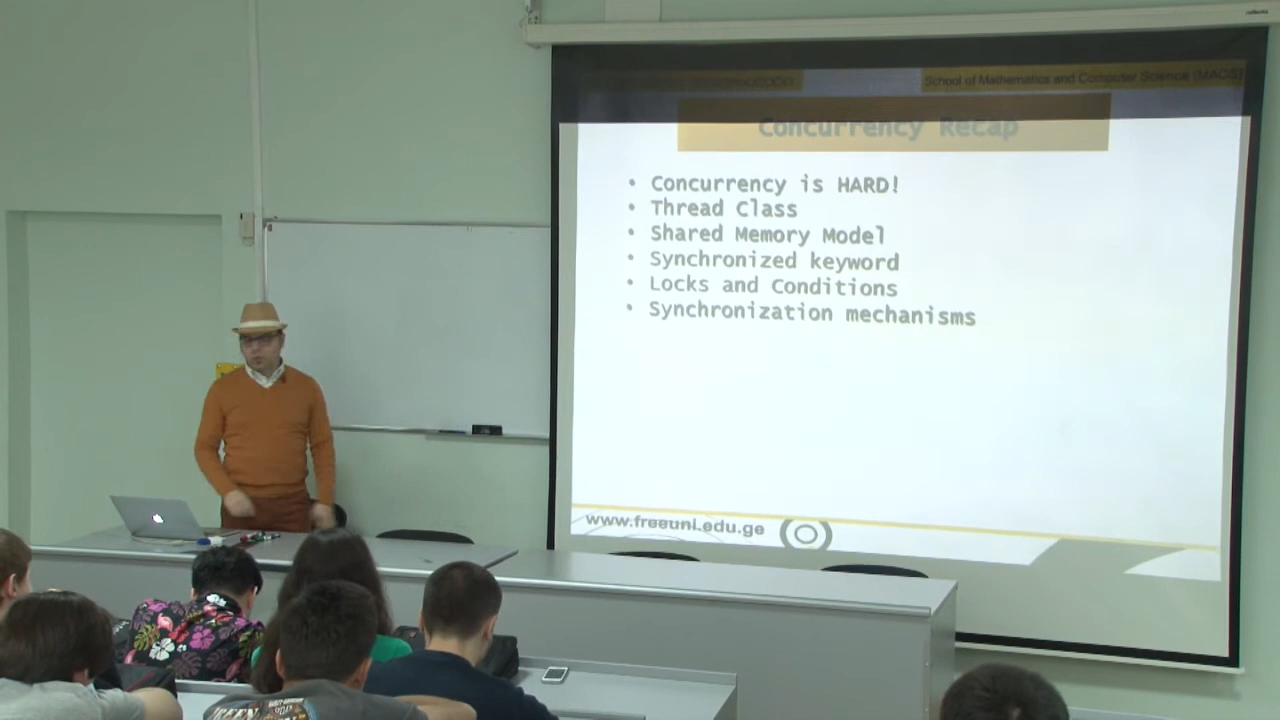 School of Mathematics and Computer Science (MACS)
Concurrency Recap
• Concurrency is HARD!
• Thread Class
• Shared Memory Model
• Synchronized keyword
• Locks and Conditions
• Synchronization mechanisms
www.freeuni.edu.ge